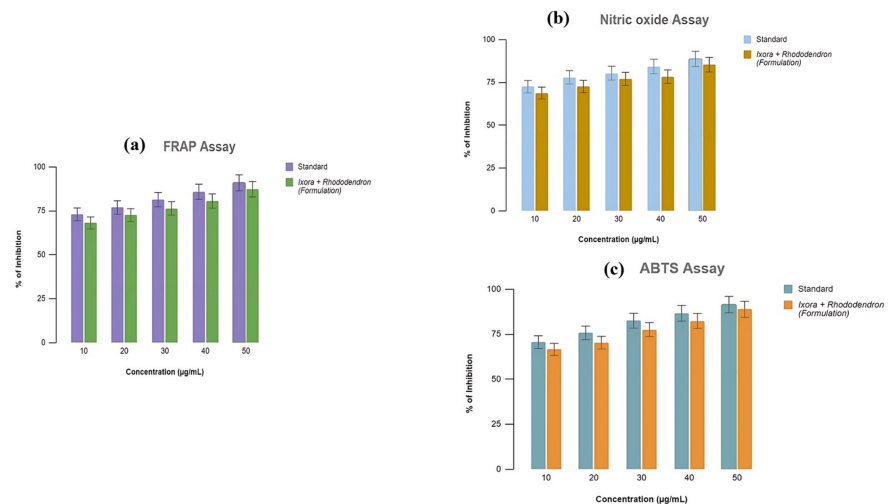 (a) FRAP Assay
Standard
Ixora + Rhododendron
(Formulation)
% of Inhibition
100
75
50
25
0
10 20 30 40 50
Concentration (µg/mL)
(b) Nitric oxide Assay
Standard
Ixora + Rhododendron
(Formulation)
% of Inhibition
100
75
50
25
0
10 20 30 40 50
Concentration (µg/mL)
(c) ABTS Assay
Standard
Ixora + Rhododendron
(Formulation)
% of Inhibition
100
75
50
25
0
10 20 30 40 50
Concentration (µg/mL)